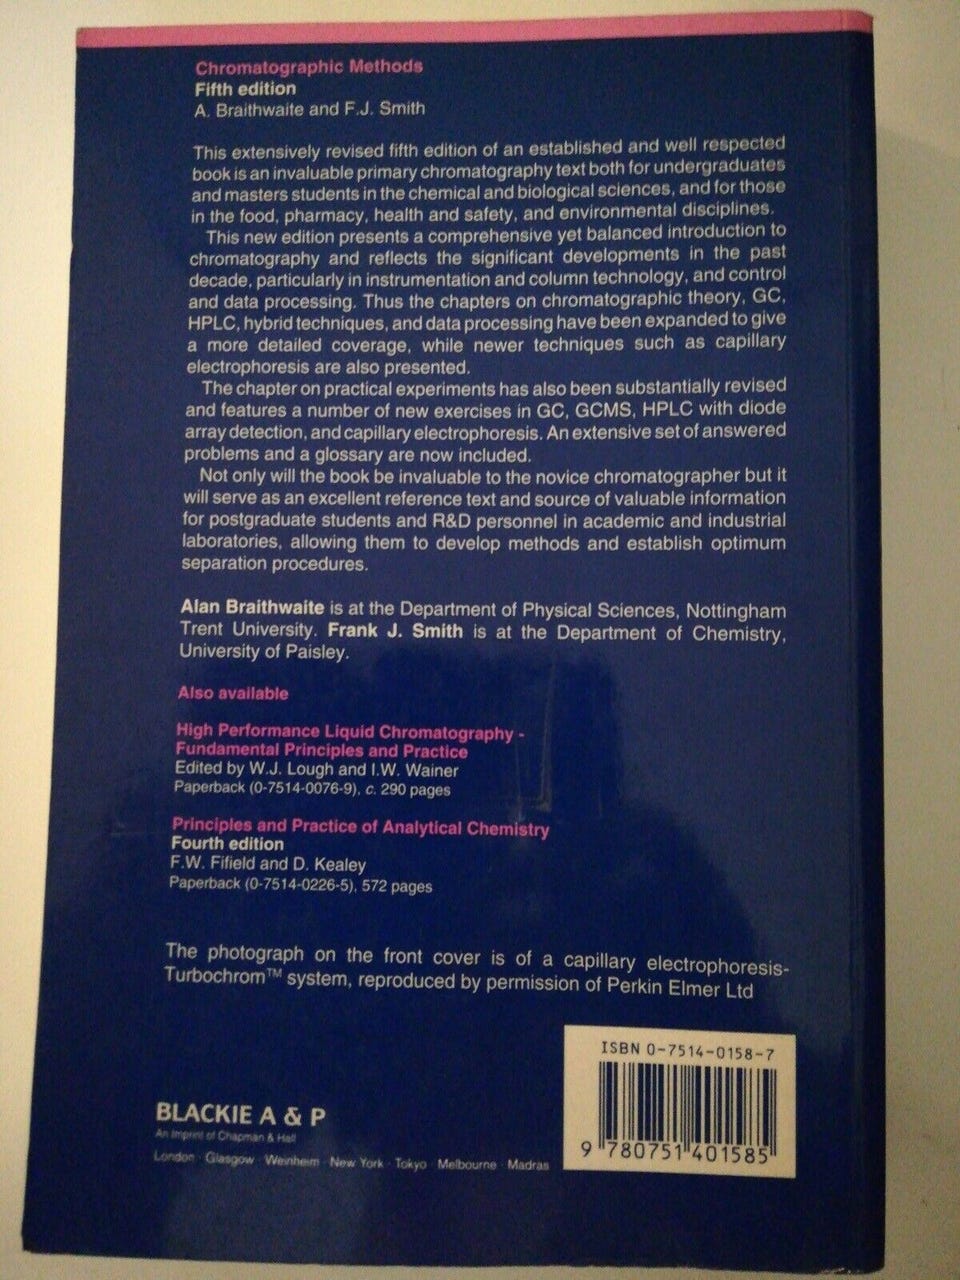 Chromatographic Methods
Fifth edition
A. Braithwaite and F.J. Smith
This extensively revised fifth edition of an established and well respected
book is an invaluable primary chromatography text both for undergraduates
and masters students in the chemical and biological sciences, and for those
in the food, pharmacy, health and safety, and environmental disciplines.
This new edition presents a comprehensive yet balanced introduction to
chromatography and reflects the significant developments in the past
decade, particularly in instrumentation and column technology, and control
and data processing. Thus the chapters on chromatographic theory, GC,
HPLC, hybrid techniques, and data processing have been expanded to give
a more detailed coverage, while newer techniques such as capillary
electrophoresis are also presented.
The chapter on practical experiments has also been substantially revised
and features a number of new exercises in GC, GCMS, HPLC with diode
array detection, and capillary electrophoresis. An extensive set of answered
problems and a glossary are now included.
Not only will the book be invaluable to the novice chromatographer but it
will serve as an excellent reference text and source of valuable information
for postgraduate students and R&D personnel in academic and industrial
laboratories, allowing them to develop methods and establish optimum
separation procedures.
Alan Braithwaite is at the Department of Physical Sciences, Nottingham
Trent University. Frank J. Smith is at the Department of Chemistry,
University of Paisley.
Also available
High Performance Liquid Chromatography -
Fundamental Principles and Practice
Edited by W.J. Lough and I.W. Wainer
Paperback (0-7514-0076-9), c. 290 pages
Principles and Practice of Analytical Chemistry
Fourth edition
F.W. Fifield and D. Kealey
Paperback (0-7514-0226-5), 572 pages
The photograph on the front cover is of a capillary electrophoresis-
Turbochrom™ system, reproduced by permission of Perkin Elmer Ltd
ISBN 0-7514-0158-7
9 780751 401585
BLACKIE A & P
An Imprint of Chapman & Hall
London · Glasgow · Weinheim · New York · Tokyo · Melbourne · Madras